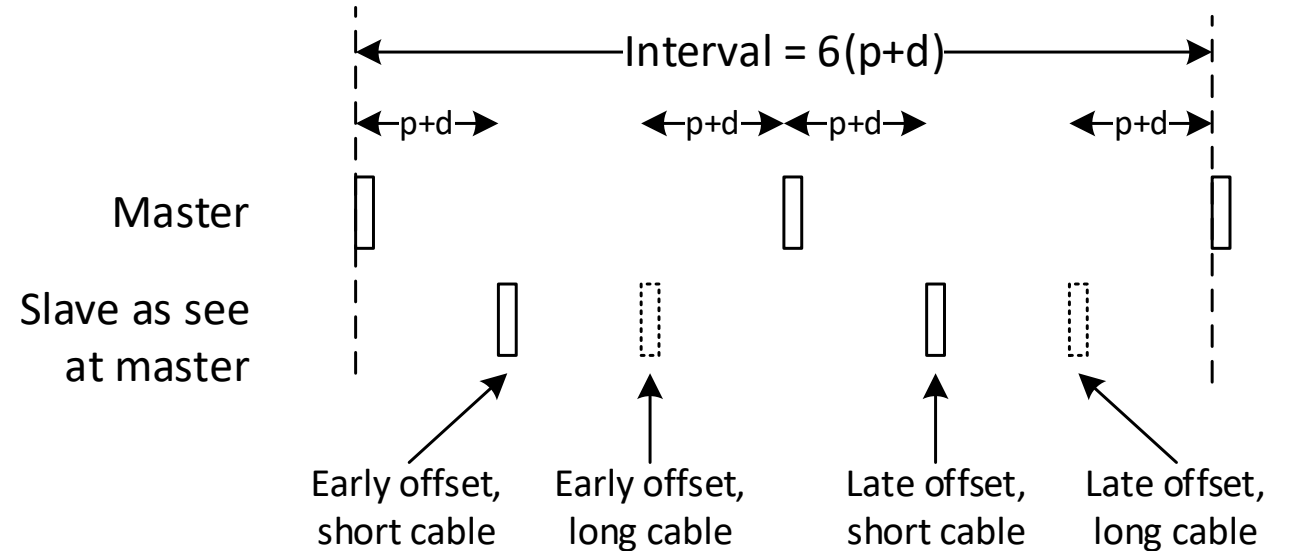 Interval = 6(p+d)
p+d
p+d
p+d
p+d
Master
Slave as see
at master
Early offset,
short cable
Early offset,
long cable
Late offset,
short cable
Late offset,
long cable